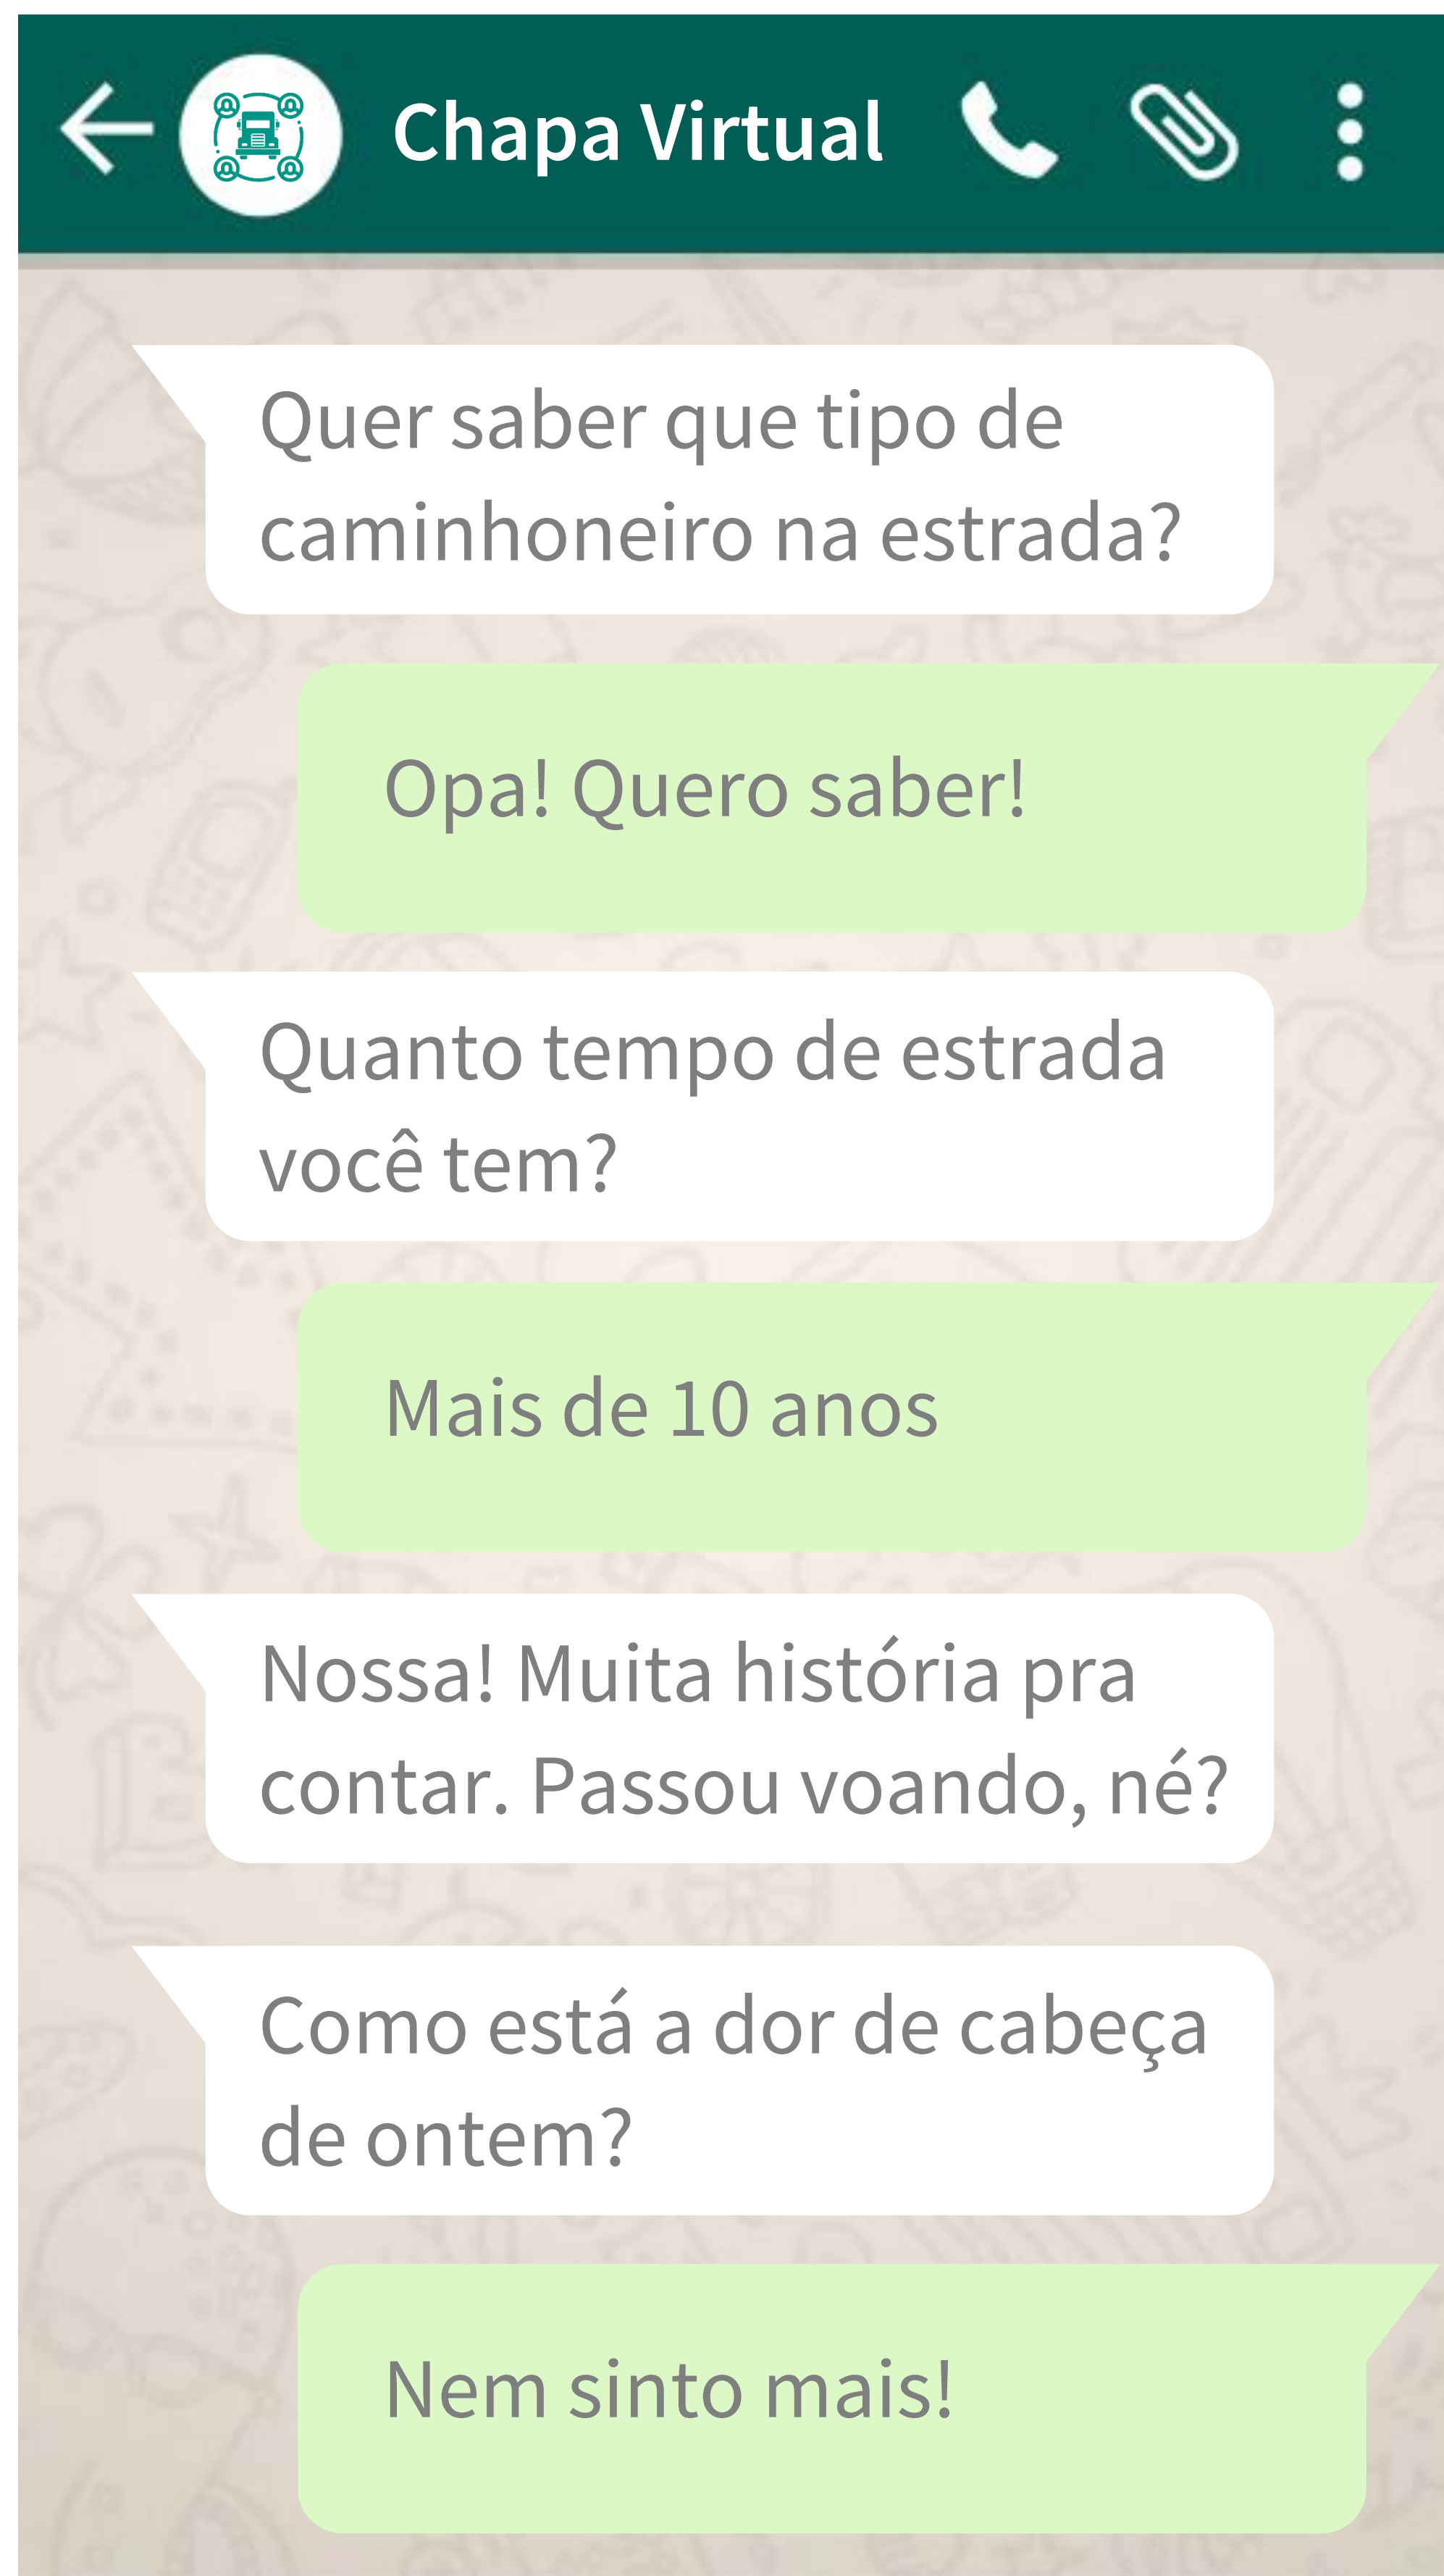 Chapa Virtual
Quer saber que tipo de
caminhoneiro na estrada?
Opa! Quero saber!
Quanto tempo de estrada
você tem?
Mais de 10 anos
Nossa! Muita história pra
contar. Passou voando, né?
Como está a dor de cabeça
de ontem?
Nem sinto mais!